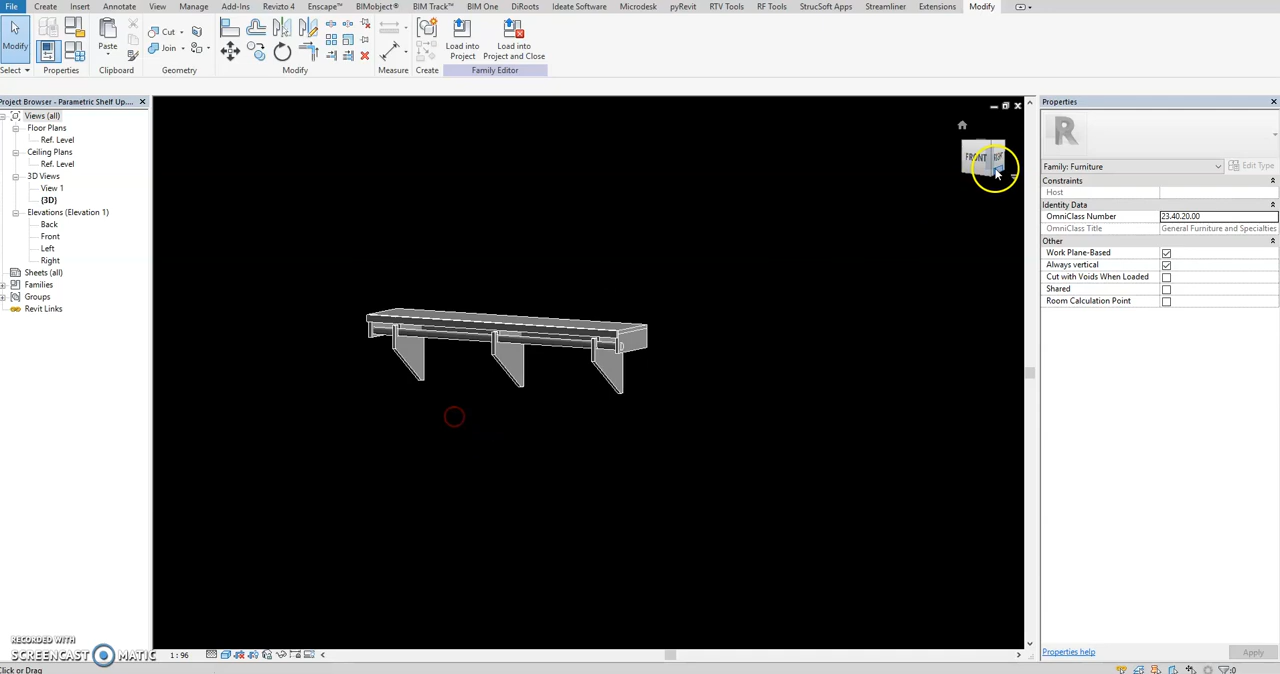 File Create Insert Annotate View Manage Add-Ins Revizto 4 Enscape™ BIMobject® BIM Track™ BIM One DiRoots Ideate Software Microdesk pyRevit RTV Tools RF Tools StrucSoft Apps Streamliner Extensions Modify
Modify
Paste
Cut
Join
Load into
Project
Load into
Project and Close
Select Properties Clipboard Geometry Modify Measure Create Family Editor
Project Browser - Parametric Shelf Up....
Views (all)
Floor Plans
Ref. Level
Ceiling Plans
Ref. Level
3D Views
View 1
(3D)
Elevations (Elevation 1)
Back
Front
Left
Right
Sheets (all)
Families
Groups
Revit Links
FRONT RIGHT
Properties
R
Family: Furniture Edit Type
Constraints
Host
Identity Data
OmniClass Number 23.40.20.00
OmniClass Title General Furniture and Specialties
Other
Work Plane-Based
Always vertical
Cut with Voids When Loaded
Shared
Room Calculation Point
Properties help Apply
1 : 96
RECORDED WITH
SCREENCAST MATIC
Click or Drag
:0